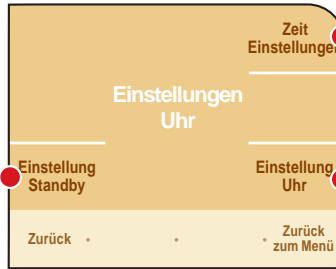 Zeit
Einstellungen
Einstellungen
Uhr
Einstellung
Standby
Einstellung
Uhr
Zurück
Zurück
zum Menü